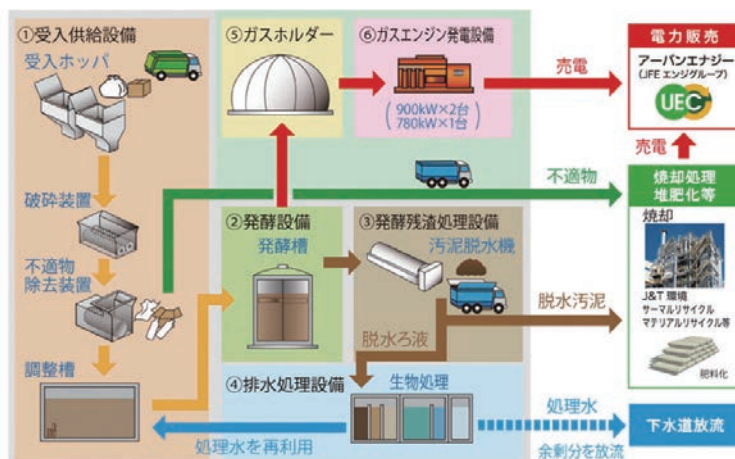 ①受入供給設備
受入ホッパ
破砕装置
不適物
除去装置
調整槽
⑤ガスホルダー
⑥ガスエンジン発電設備
(900kW×2台
780kW×1台)
売電
電力販売
アーバンエナジー
(JFE エンジグループ)
UEC
売電
不適物
焼却処理
堆肥化等
焼却
J&T 環境
サーマルリサイクル
マテリアルリサイクル等
肥料化
②発酵設備
発酵槽
③発酵残渣処理設備
汚泥脱水機
脱水汚泥
脱水ろ液
④排水処理設備
生物処理
処理水を再利用
処理水
余剰分を放流
下水道放流